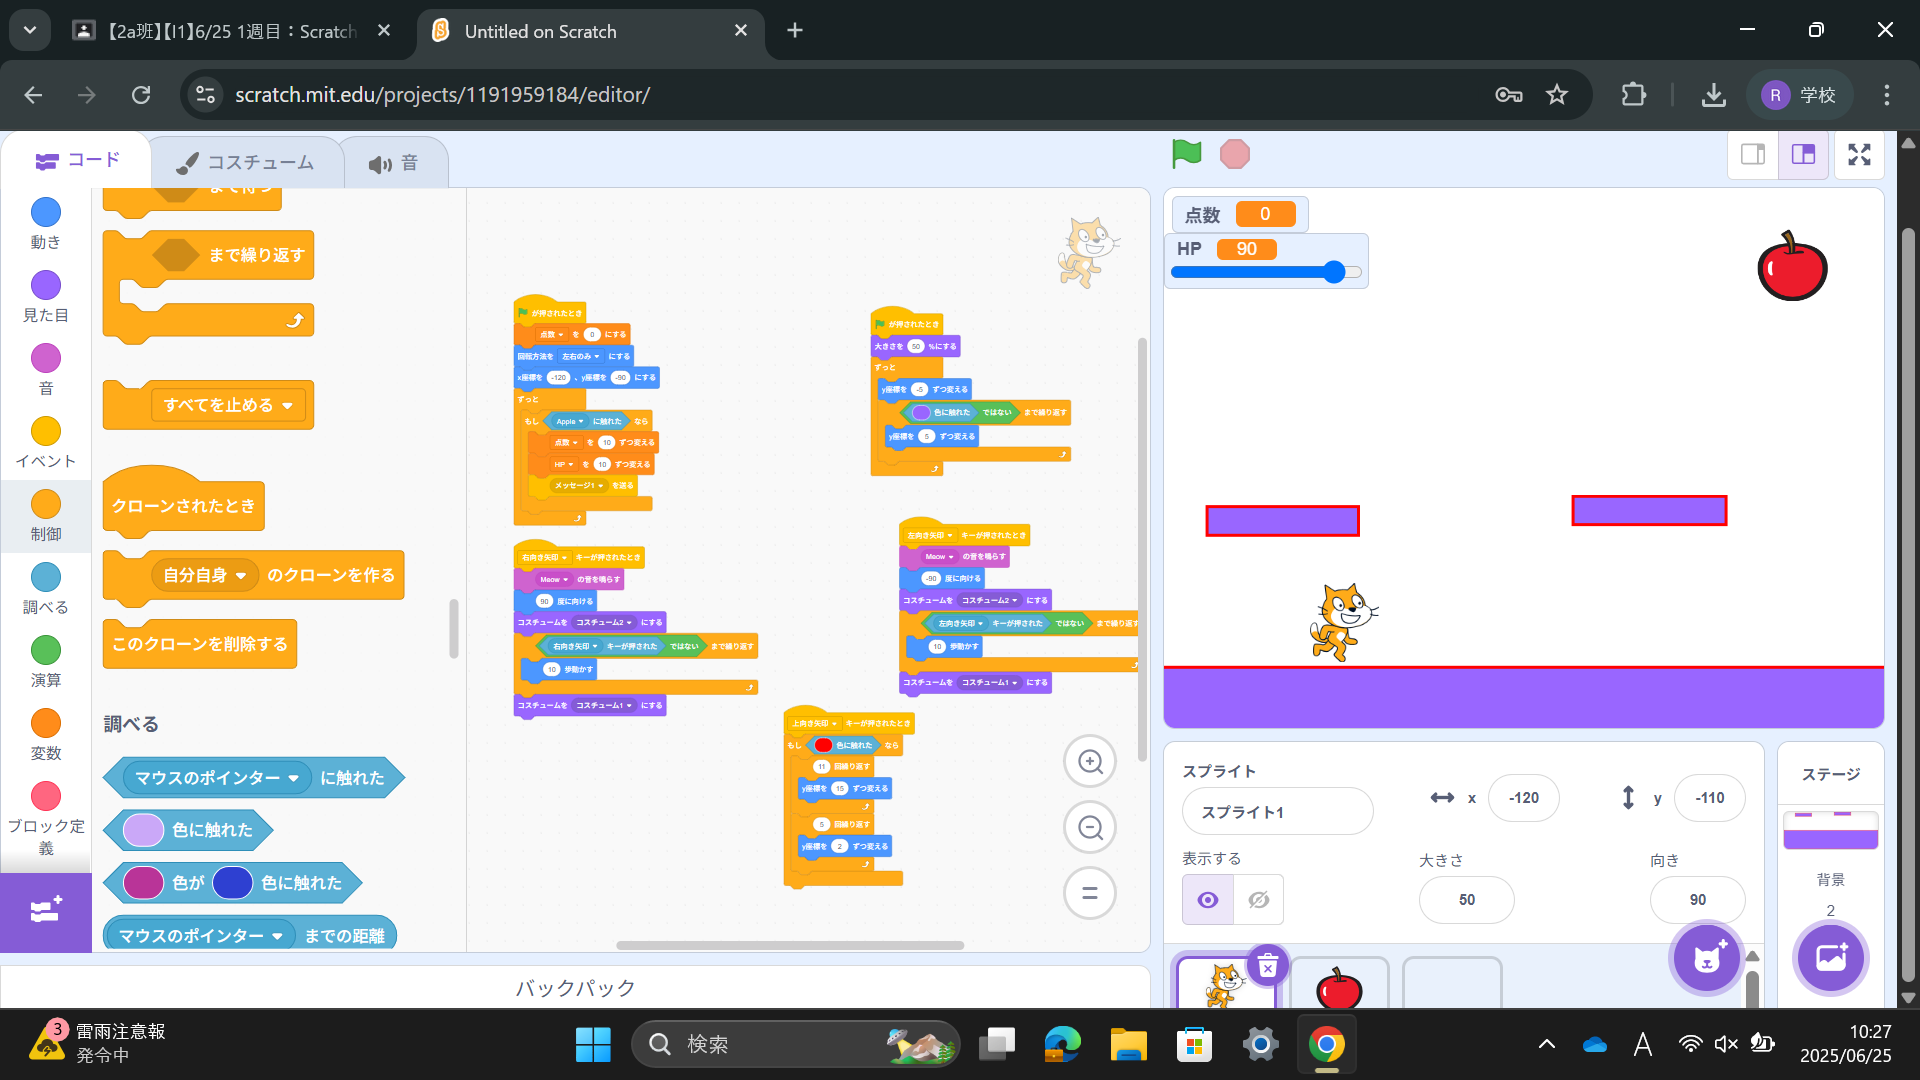 【2a班】【I1】6/25 1週目：Scratch
Untitled on Scratch
scratch.mit.edu/projects/1191959184/editor/
R 学校
コード
コスチューム
音
動き
見た目
音
イベント
制御
調べる
演算
変数
ブロック定義
まで待つ
まで繰り返す
すべてを止める
クローンされたとき
自分自身 のクローンを作る
このクローンを削除する
調べる
マウスのポインター に触れた
色に触れた
色が 色に触れた
マウスのポインター までの距離
が押されたとき
点数 を 0 にする
回転方法を 左右のみ にする
x座標を -120 、y座標を -90 にする
ずっと
もし Apple に触れた なら
点数 を 10 ずつ変える
HP を 10 ずつ変える
メッセージ1 を送る
右向き矢印 キーが押されたとき
Meow の音を鳴らす
90 度に向ける
コスチュームを コスチューム2 にする
右向き矢印 キーが押された ではない まで繰り返す
10 歩動かす
コスチュームを コスチューム1 にする
が押されたとき
大きさを 50 %にする
ずっと
y座標を -5 ずつ変える
色に触れた ではない まで繰り返す
y座標を 5 ずつ変える
左向き矢印 キーが押されたとき
Meow の音を鳴らす
-90 度に向ける
コスチュームを コスチューム2 にする
左向き矢印 キーが押された ではない まで繰り返す
10 歩動かす
コスチュームを コスチューム1 にする
上向き矢印 キーが押されたとき
もし 色に触れた なら
11 回繰り返す
y座標を 15 ずつ変える
5 回繰り返す
y座標を 2 ずつ変える
バックパック
点数 0
HP 90
スプライト
スプライト1
x -120
y -110
表示する
大きさ
50
向き
90
ステージ
背景
2
3
雷雨注意報
発令中
検索
A
10:27
2025/06/25